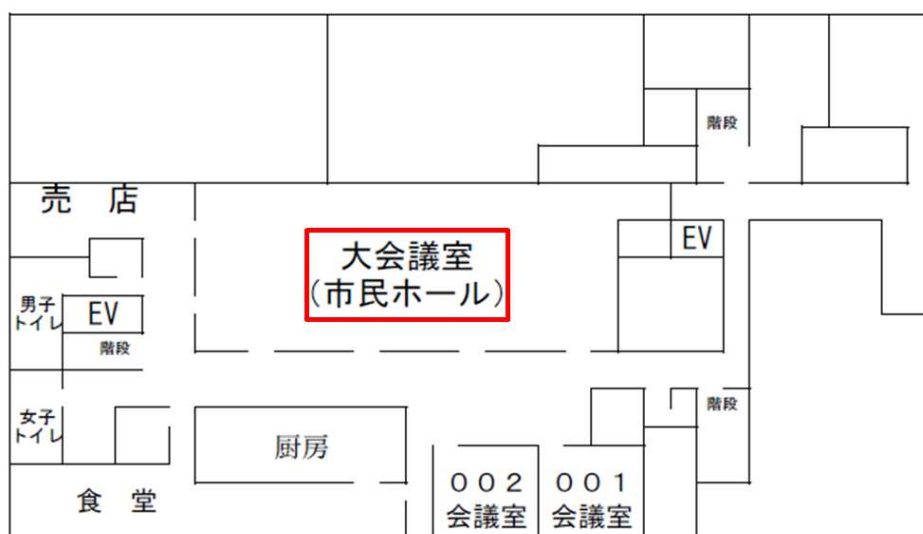 階段
売 店
EV
大会議室
(市民ホール)
男子
トイレ
EV
階段
女子
トイレ
階段
厨房
食 堂
002
会議室
001
会議室